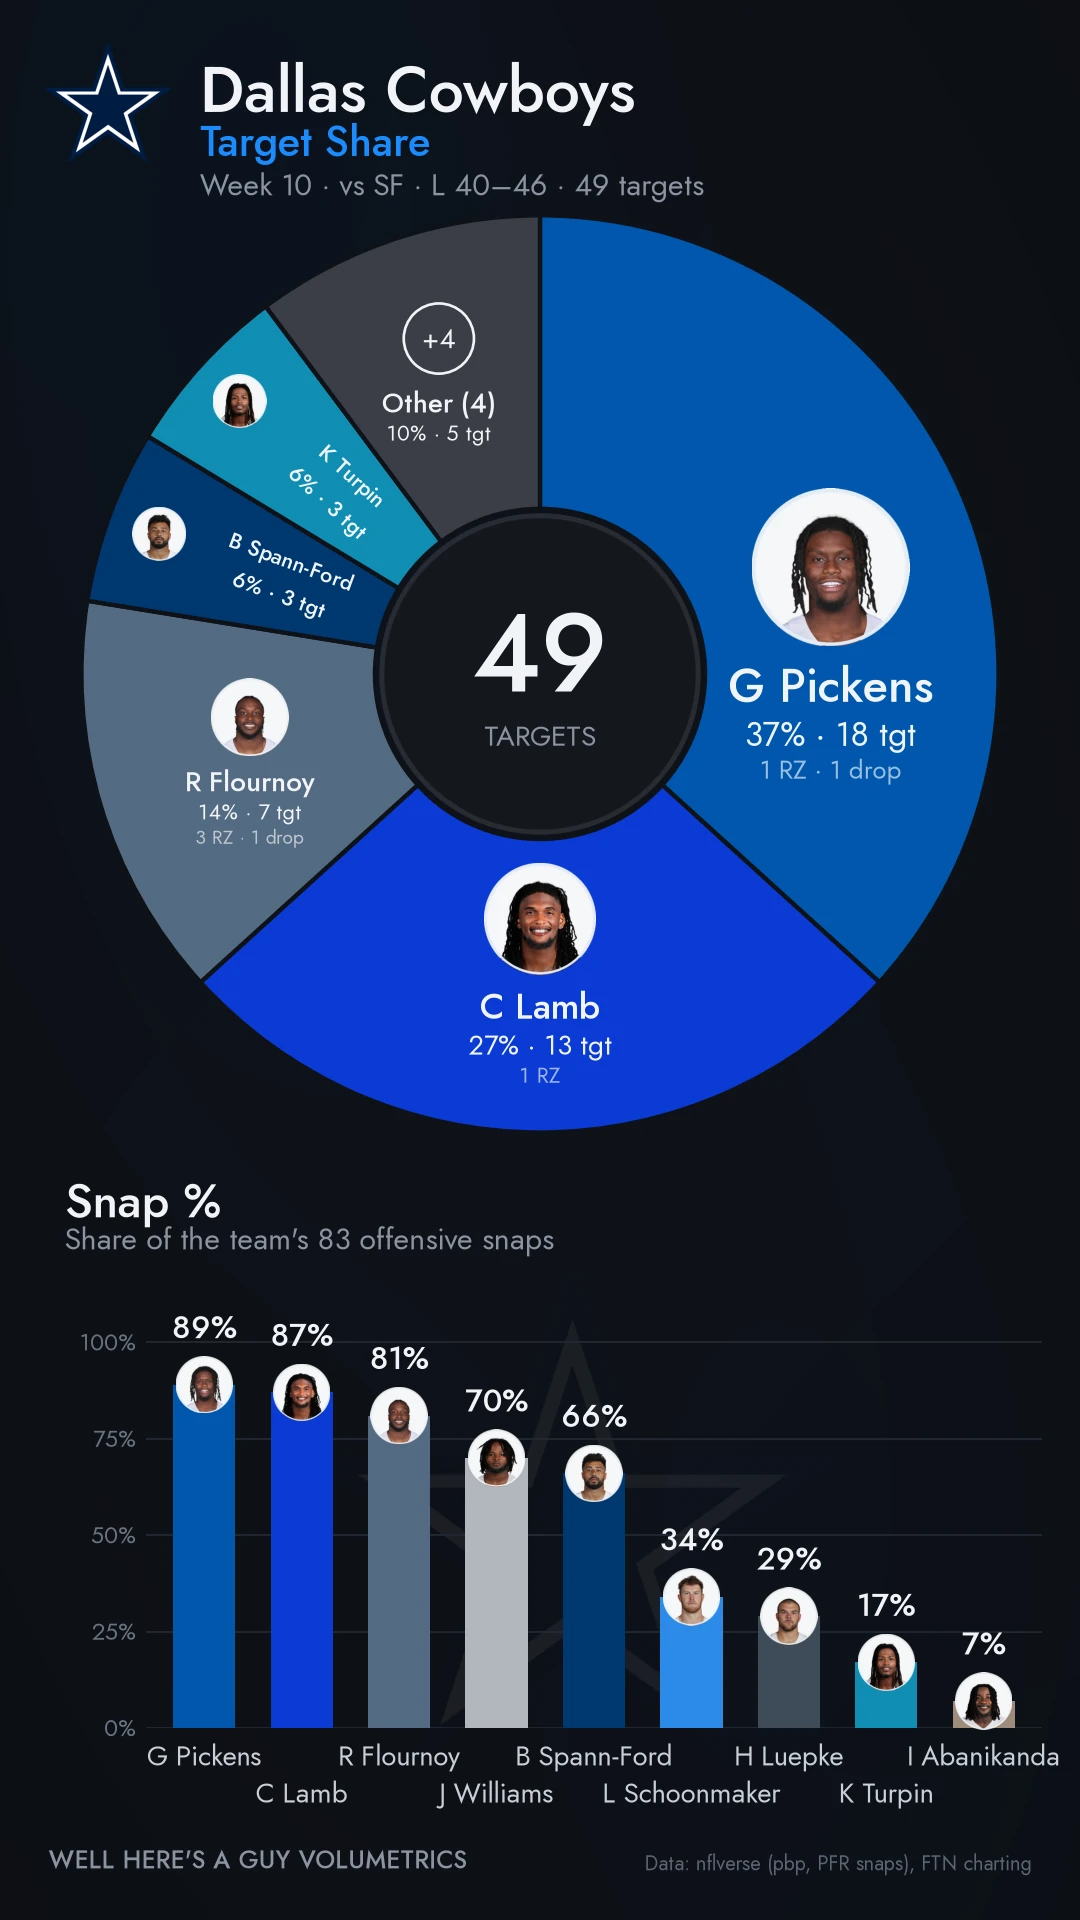 Dallas Cowboys
Target Share
Week 10 · vs SF · L 40–46 · 49 targets
+4
Other (4)
10% · 5 tgt
K Turpin
6% · 3 tgt
B Spann-Ford
6% · 3 tgt
49
TARGETS
G Pickens
37% · 18 tgt
1 RZ · 1 drop
R Flournoy
14% · 7 tgt
3 RZ · 1 drop
C Lamb
27% · 13 tgt
1 RZ
Snap %
Share of the team's 83 offensive snaps
89%
87%
81%
70%
66%
34%
29%
17%
7%
100%
75%
50%
25%
0%
G Pickens
C Lamb
R Flournoy
J Williams
B Spann-Ford
L Schoonmaker
H Luepke
K Turpin
I Abanikanda
WELL HERE'S A GUY VOLUMETRICS
Data: nflverse (pbp, PFR snaps), FTN charting